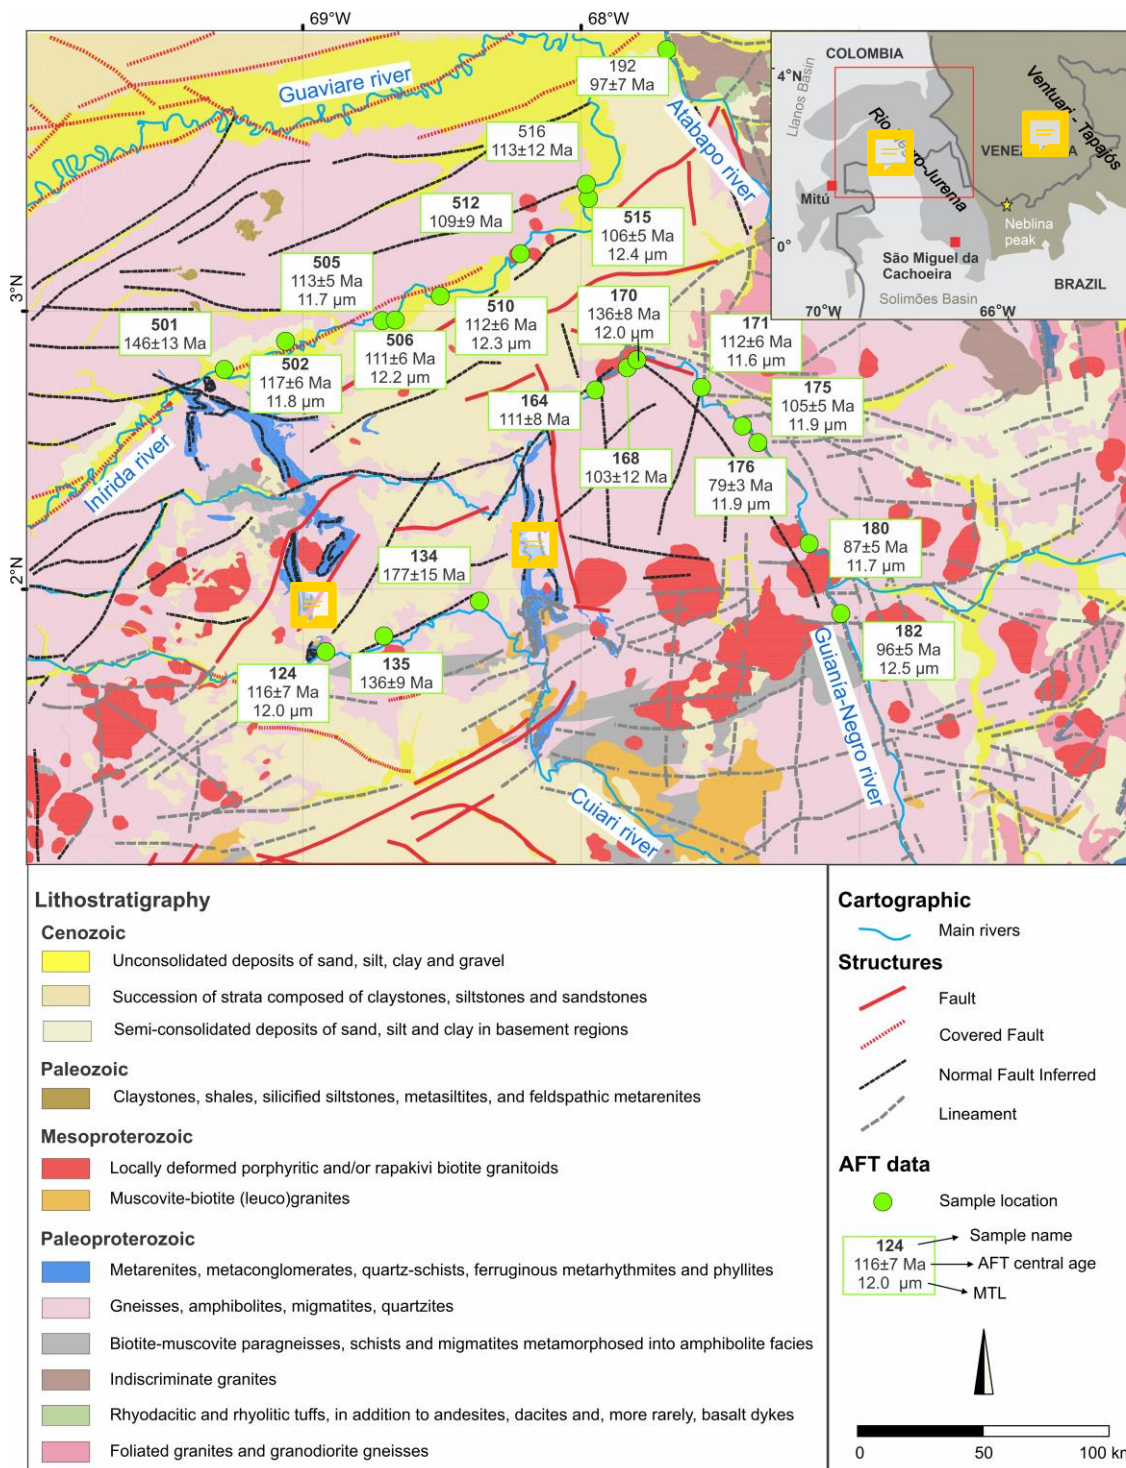 69°W
68°W
3°N
2°N
Guaviare river
Atabapo river
Inírida river
Guianía-Negro river
Cuiari river
192
97±7 Ma
516
113±12 Ma
512
109±9 Ma
515
106±5 Ma
12.4 µm
505
113±5 Ma
11.7 µm
510
112±6 Ma
12.3 µm
170
136±8 Ma
12.0 µm
171
112±6 Ma
11.6 µm
501
146±13 Ma
506
111±6 Ma
12.2 µm
502
117±6 Ma
11.8 µm
164
111±8 Ma
175
105±5 Ma
11.9 µm
168
103±12 Ma
176
79±3 Ma
11.9 µm
134
177±15 Ma
180
87±5 Ma
11.7 µm
182
96±5 Ma
12.5 µm
124
116±7 Ma
12.0 µm
135
136±9 Ma
COLOMBIA
4°N
Llanos Basin
Ventuari - Tapajós
Mitú
Neblina
peak
0°
São Miguel da
Cachoeira
BRAZIL
Solimões Basin
70°W
66°W
Lithostratigraphy
Cenozoic
Unconsolidated deposits of sand, silt, clay and gravel
Succession of strata composed of claystones, siltstones and sandstones
Semi-consolidated deposits of sand, silt and clay in basement regions
Paleozoic
Claystones, shales, silicified siltstones, metasiltites, and feldspathic metarenites
Mesoproterozoic
Locally deformed porphyritic and/or rapakivi biotite granitoids
Muscovite-biotite (leuco)granites
Paleoproterozoic
Metarenites, metaconglomerates, quartz-schists, ferruginous metarhythmites and phyllites
Gneisses, amphibolites, migmatites, quartzites
Biotite-muscovite paragneisses, schists and migmatites metamorphosed into amphibolite facies
Indiscriminate granites
Rhyodacitic and rhyolitic tuffs, in addition to andesites, dacites and, more rarely, basalt dykes
Foliated granites and granodiorite gneisses
Cartographic
Main rivers
Structures
Fault
Covered Fault
Normal Fault Inferred
Lineament
AFT data
Sample location
124
116±7 Ma
12.0 µm
Sample name
AFT central age
MTL
0
50
100 km